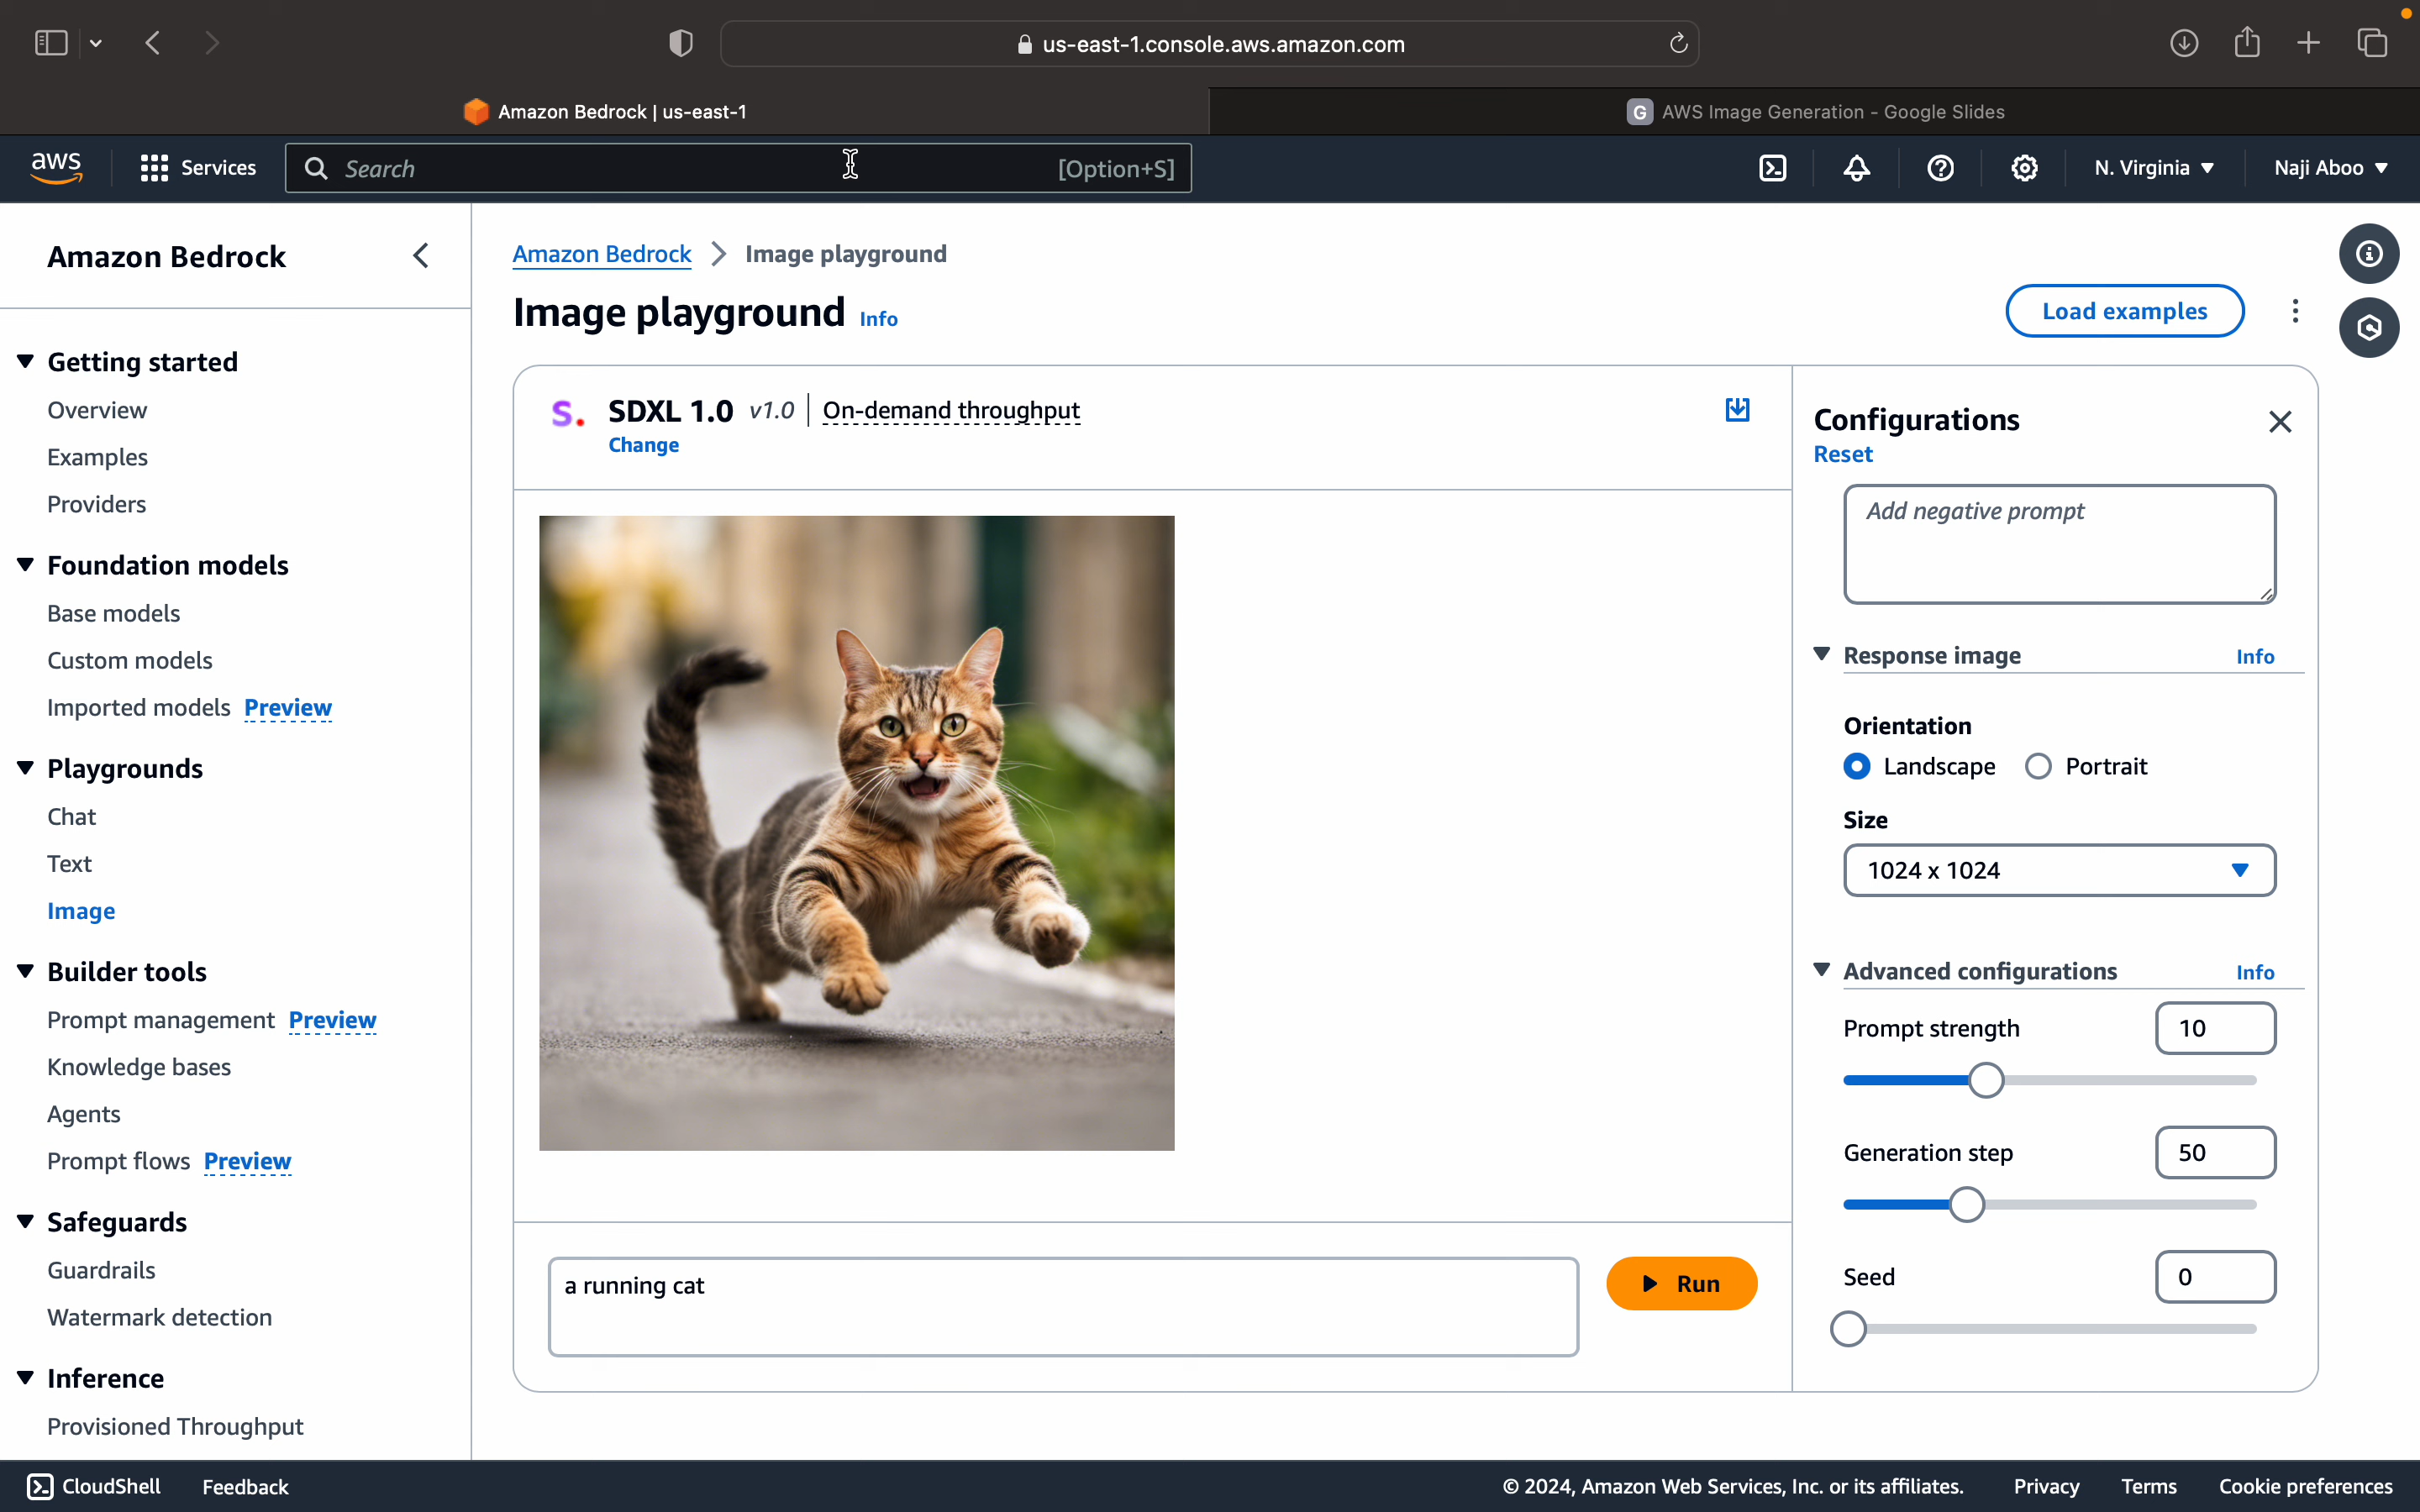 us-east-1.console.aws.amazon.com
Amazon Bedrock | us-east-1
G AWS Image Generation - Google Slides
aws
Services
Search
[Option+S]
N. Virginia
Naji Aboo
Amazon Bedrock
Getting started
Overview
Examples
Providers
Foundation models
Base models
Custom models
Imported models Preview
Playgrounds
Chat
Text
Image
Builder tools
Prompt management Preview
Knowledge bases
Agents
Prompt flows Preview
Safeguards
Guardrails
Watermark detection
Inference
Provisioned Throughput
Amazon Bedrock > Image playground
Image playground Info
Load examples
S. SDXL 1.0 v1.0 | On-demand throughput
Change
a running cat
Run
Configurations
Reset
Add negative prompt
Response image Info
Orientation
Landscape Portrait
Size
1024 x 1024
Advanced configurations Info
Prompt strength 10
Generation step 50
Seed 0
CloudShell Feedback
© 2024, Amazon Web Services, Inc. or its affiliates. Privacy Terms Cookie preferences